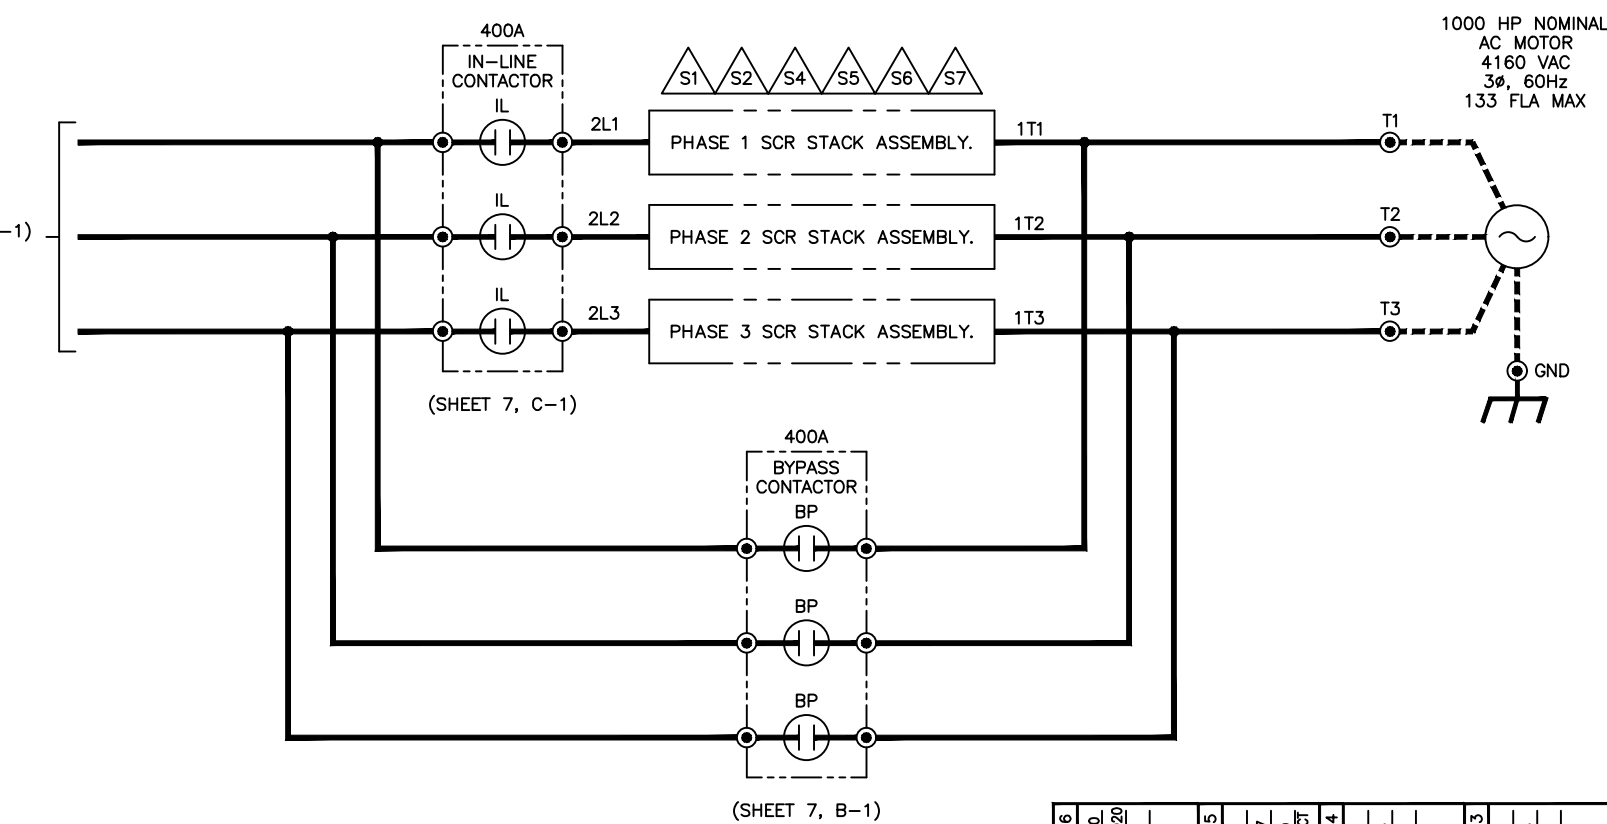 400A
IN-LINE
CONTACTOR
IL
2L1
S1 S2 S4 S5 S6 S7
PHASE 1 SCR STACK ASSEMBLY.
1T1
T1
1000 HP NOMINAL
AC MOTOR
4160 VAC
3ø, 60Hz
133 FLA MAX
-1)
IL
2L2
PHASE 2 SCR STACK ASSEMBLY.
1T2
T2
IL
2L3
PHASE 3 SCR STACK ASSEMBLY.
1T3
T3
GND
(SHEET 7, C-1)
400A
BYPASS
CONTACTOR
BP
BP
BP
(SHEET 7, B-1)